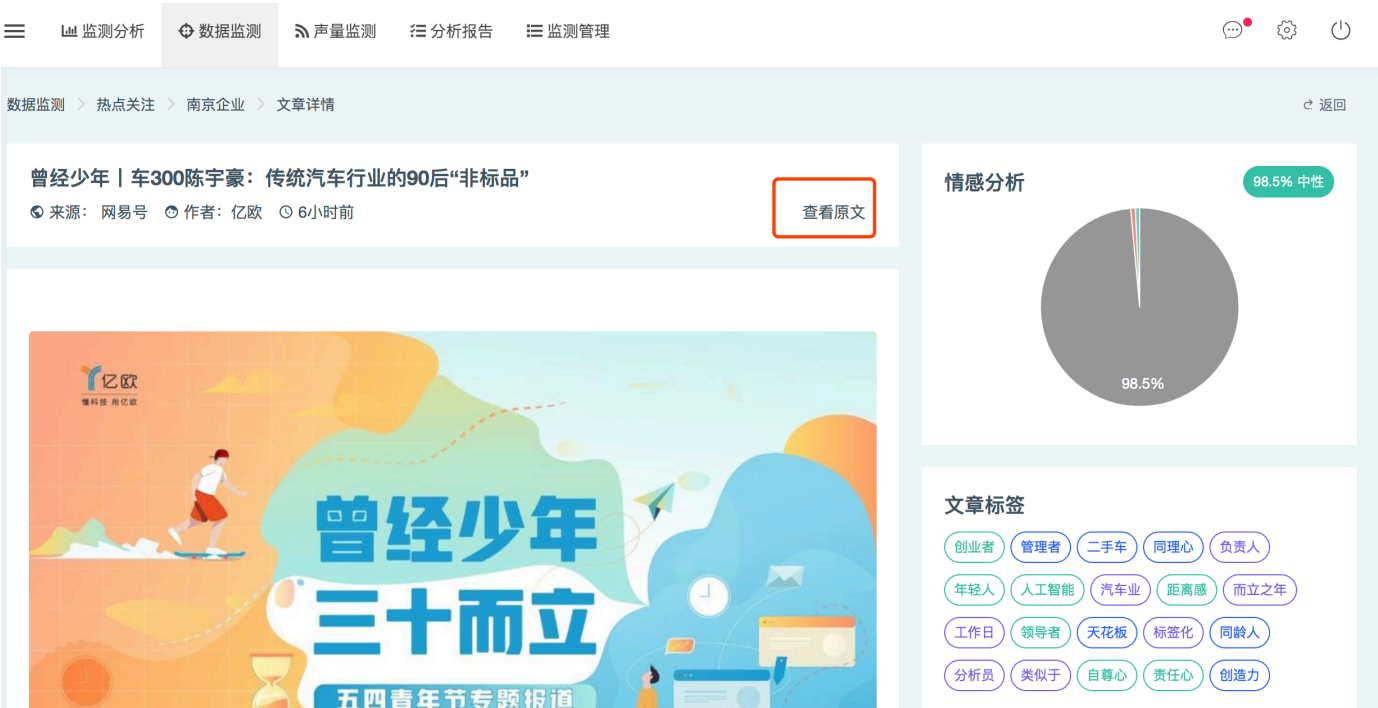 监测分析 数据监测 声量监测 分析报告 监测管理
数据监测 > 热点关注 > 南京企业 > 文章详情 返回
曾经少年丨车300陈宇豪：传统汽车行业的90后“非标品”
来源： 网易号 作者：亿欧 6小时前
查看原文
亿欧
懂科技 用亿欧
曾经少年
三十而立
五四青年节专题报道
情感分析 98.5% 中性
98.5%
文章标签
创业者 管理者 二手车 同理心 负责人
年轻人 人工智能 汽车业 距离感 而立之年
工作日 领导者 天花板 标签化 同龄人
分析员 类似于 自尊心 责任心 创造力